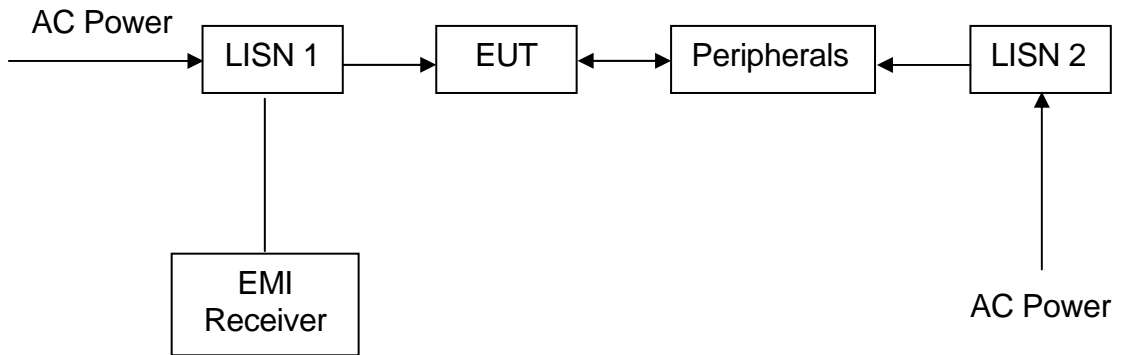 AC Power
LISN 1
EUT
Peripherals
LISN 2
EMI
Receiver
AC Power